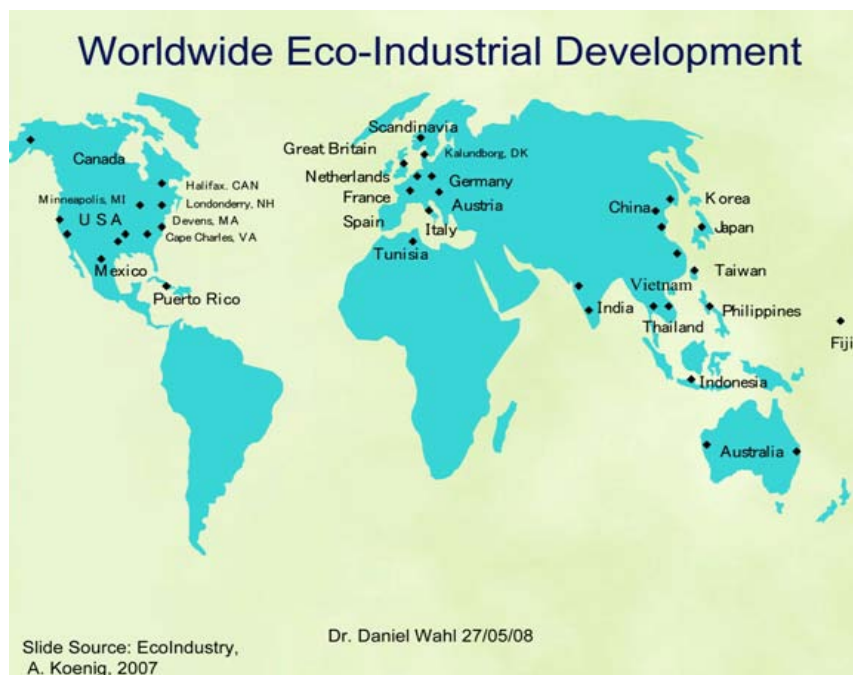 Worldwide Eco-Industrial Development
Scandinavia
Great Britain
Kalundborg, DK
Canada
Halifax, CAN
Netherlands
Germany
Minneapolis, MI
Londonderry, NH
France
Austria
Korea
USA
Devens, MA
Spain
Italy
China
Japan
Cape Charles, VA
Tunisia
Mexico
Taiwan
Puerto Rico
Vietnam
India
Philippines
Thailand
Fiji
Indonesia
Australia
Dr. Daniel Wahl 27/05/08
Slide Source: EcoIndustry,
A. Koenig, 2007